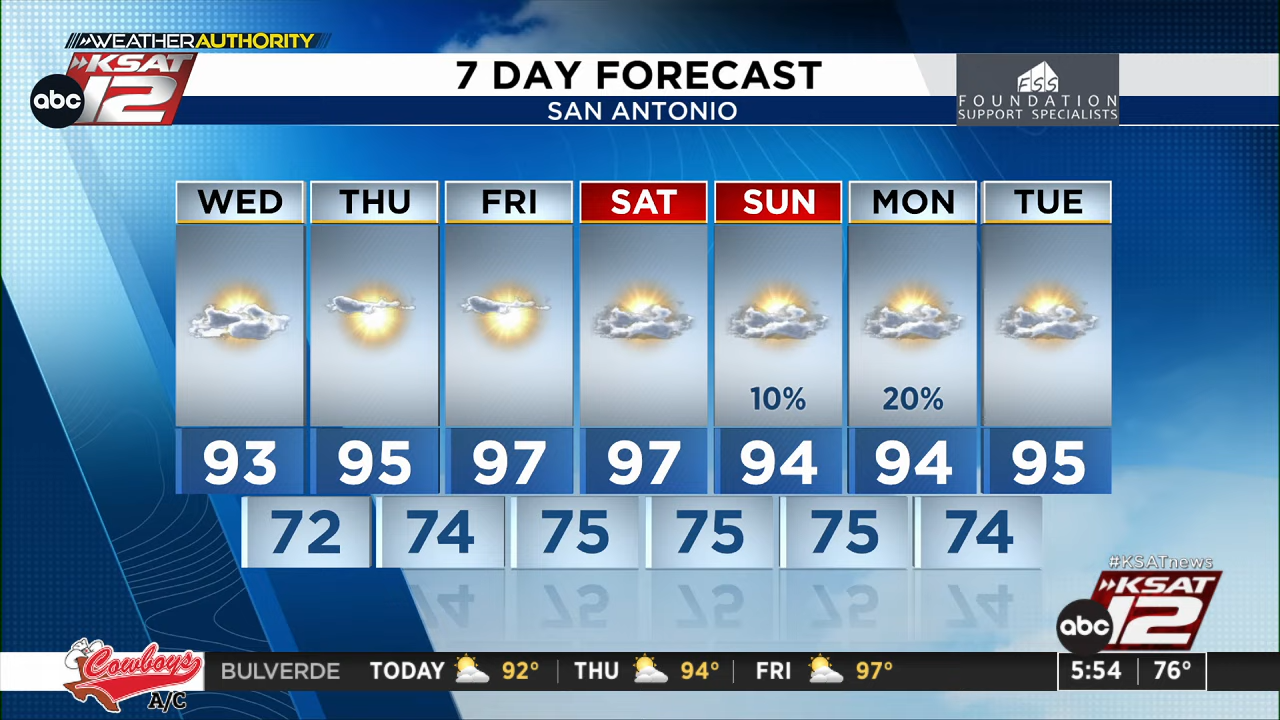 WEATHERAUTHORITY
KSAT
abc 12
7 DAY FORECAST
SAN ANTONIO
FSS
FOUNDATION
SUPPORT SPECIALISTS
WED THU FRI SAT SUN MON TUE
10% 20%
93 95 97 97 94 94 95
72 74 75 75 75 74
#KSATnews
KSAT
abc 12
Cowboys
A/C
BULVERDE TODAY 92° THU 94° FRI 97° 5:54 76°